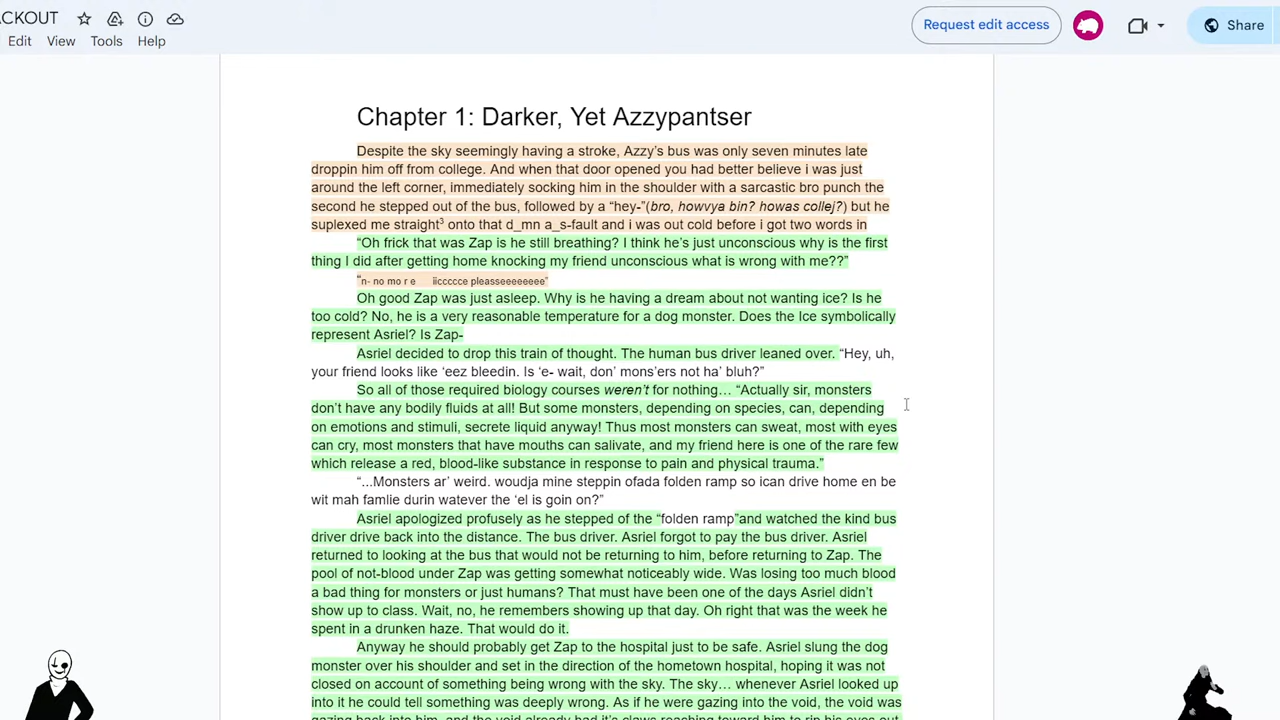 CKOUT
Edit View Tools Help
Request edit access
Share
Chapter 1: Darker, Yet Azzypantser
Despite the sky seemingly having a stroke, Azzy’s bus was only seven minutes late
droppin him off from college. And when that door opened you had better believe i was just
around the left corner, immediately socking him in the shoulder with a sarcastic bro punch the
second he stepped out of the bus, followed by a “hey-”(bro, howvya bin? howas collej?) but he
suplexed me straight³ onto that d_mn a_s-fault and i was out cold before i got two words in
“Oh frick that was Zap is he still breathing? I think he’s just unconscious why is the first
thing I did after getting home knocking my friend unconscious what is wrong with me??”
“n- no mo r e iiccccce pleasseeeeeeee”
Oh good Zap was just asleep. Why is he having a dream about not wanting ice? Is he
too cold? No, he is a very reasonable temperature for a dog monster. Does the Ice symbolically
represent Asriel? Is Zap-
Asriel decided to drop this train of thought. The human bus driver leaned over. “Hey, uh,
your friend looks like ‘eez bleedin. Is ‘e- wait, don’ mons’ers not ha’ bluh?”
So all of those required biology courses weren’t for nothing… “Actually sir, monsters
don’t have any bodily fluids at all! But some monsters, depending on species, can, depending
on emotions and stimuli, secrete liquid anyway! Thus most monsters can sweat, most with eyes
can cry, most monsters that have mouths can salivate, and my friend here is one of the rare few
which release a red, blood-like substance in response to pain and physical trauma.”
“...Monsters ar’ weird. woudja mine steppin ofada folden ramp so ican drive home en be
wit mah famlie durin watever the ‘el is goin on?”
Asriel apologized profusely as he stepped of the “folden ramp”and watched the kind bus
driver drive back into the distance. The bus driver. Asriel forgot to pay the bus driver. Asriel
returned to looking at the bus that would not be returning to him, before returning to Zap. The
pool of not-blood under Zap was getting somewhat noticeably wide. Was losing too much blood
a bad thing for monsters or just humans? That must have been one of the days Asriel didn’t
show up to class. Wait, no, he remembers showing up that day. Oh right that was the week he
spent in a drunken haze. That would do it.
Anyway he should probably get Zap to the hospital just to be safe. Asriel slung the dog
monster over his shoulder and set in the direction of the hometown hospital, hoping it was not
closed on account of something being wrong with the sky. The sky… whenever Asriel looked up
into it he could tell something was deeply wrong. As if he were gazing into the void, the void was
gazing back into him, and the void already had it’s claws reaching toward him to rip his eyes out